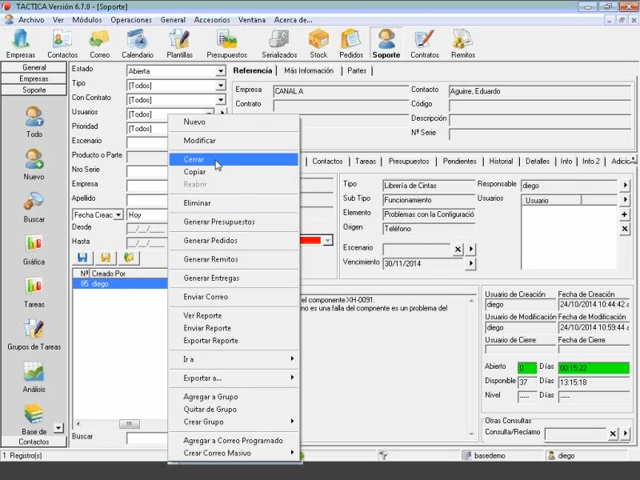 TACTICA Versión 6.7.0 - [Soporte]
Archivo Ver Módulos Operaciones General Accesorios Ventana Acerca de...
Empresas Contactos Correo Calendario Plantillas Presupuestos Serializados Stock Pedidos Soporte Contratos Remitos
General
Empresas
Soporte
Todo
Nuevo
Buscar
Gráfica
Tareas
Grupos de Tareas
Análisis
Base de
Contactos
Estado Abierta
Tipo [Todos]
Con Contrato [Todos]
Usuarios [Todos]
Prioridad [Todos]
Escenario
Producto o Parte
Nro Serie
Empresa
Apellido
Fecha Creac Hoy
Desde __/__/__
Hasta __/__/__
Nº Creado Por
85 diego
Buscar
Nuevo
Modificar
Cerrar
Copiar
Reabrir
Eliminar
Generar Presupuestos
Generar Pedidos
Generar Remitos
Generar Entregas
Enviar Correo
Ver Reporte
Enviar Reporte
Exportar Reporte
Ir a
Exportar a...
Agregar a Grupo
Quitar de Grupo
Crear Grupo
Agregar a Correo Programado
Crear Correo Masivo
Referencia Más Información Partes
Empresa CANAL A Contacto Aguirre, Eduardo
Contrato Código
Descripción
Nº Serie
Contactos Tareas Presupuestos Pendientes Historial Detalles Info Info 2 Adicio
Tipo Librería de Cintas Responsable diego
Sub Tipo Funcionamiento Usuarios Usuario
Elemento Problemas con la Configuració
Origen Teléfono
Escenario
Vencimiento 30/11/2014
del componente XH-0091.
no es una falla del componente es un problema del
Usuario de Creación Fecha de Creación
diego 24/10/2014 10:44:42 a
Usuario de Modificación Fecha de Modificación
diego 24/10/2014 10:59:44 a
Usuario de Cierre Fecha de Cierre
Abierto 0 Días 00:15:22
Disponible 37 Días 13:15:18
Nivel ---- Días ----
Otras Consultas
Consulta/Reclamo
1 Registro(s) basedemo diego